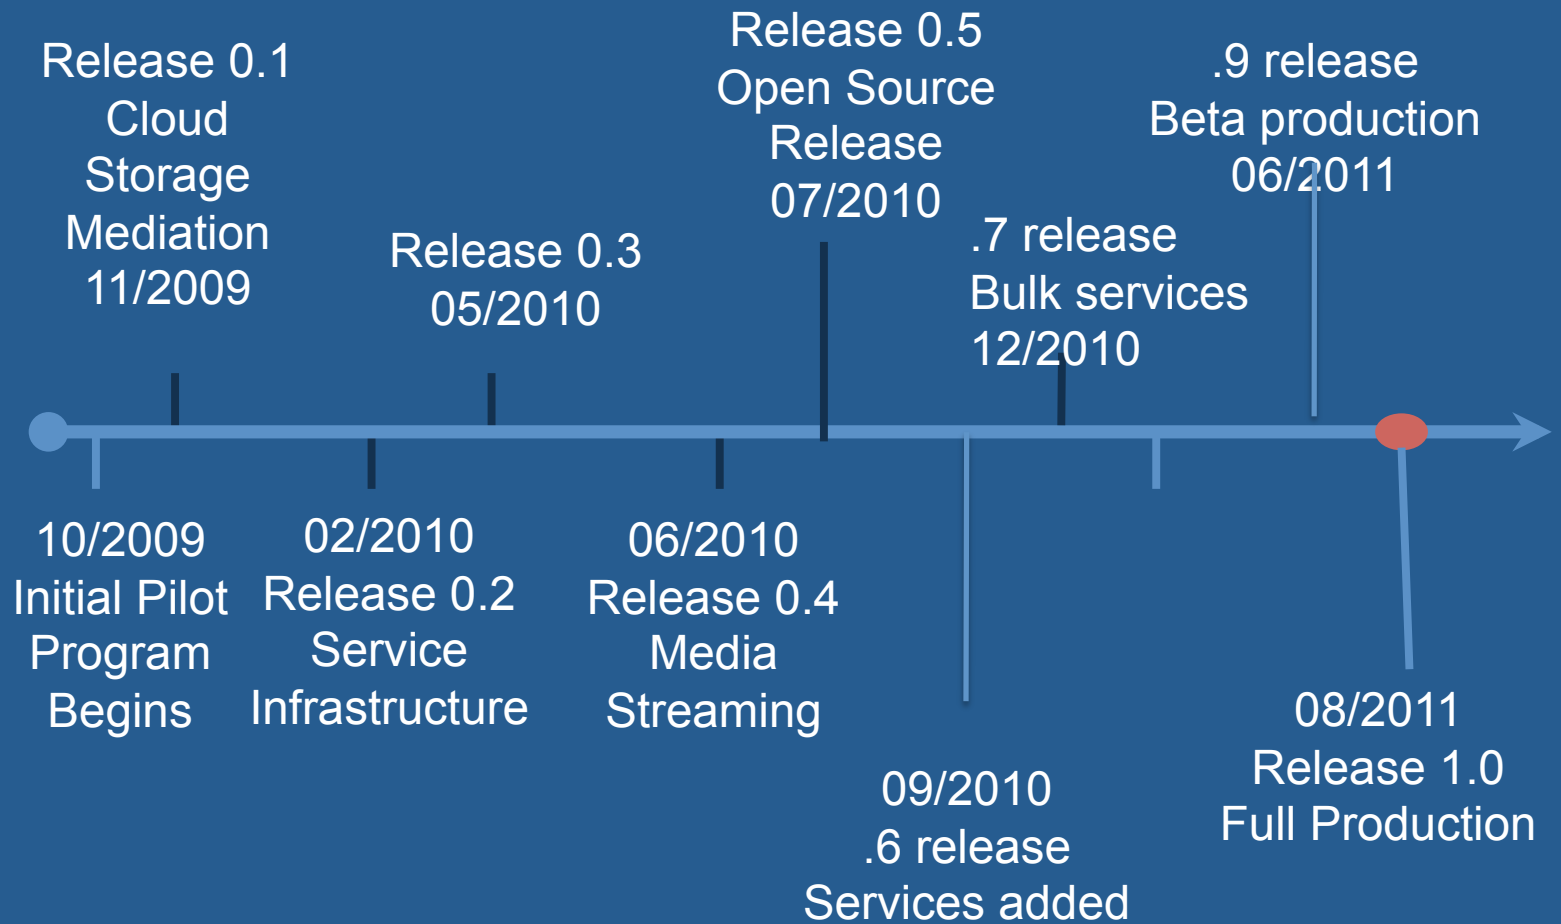 Release 0.1
Cloud
Storage
Mediation
11/2009
Release 0.3
05/2010
Release 0.5
Open Source
Release
07/2010
.7 release
Bulk services
12/2010
.9 release
Beta production
06/2011
10/2009
Initial Pilot
Program
Begins
02/2010
Release 0.2
Service
Infrastructure
06/2010
Release 0.4
Media
Streaming
09/2010
.6 release
Services added
08/2011
Release 1.0
Full Production